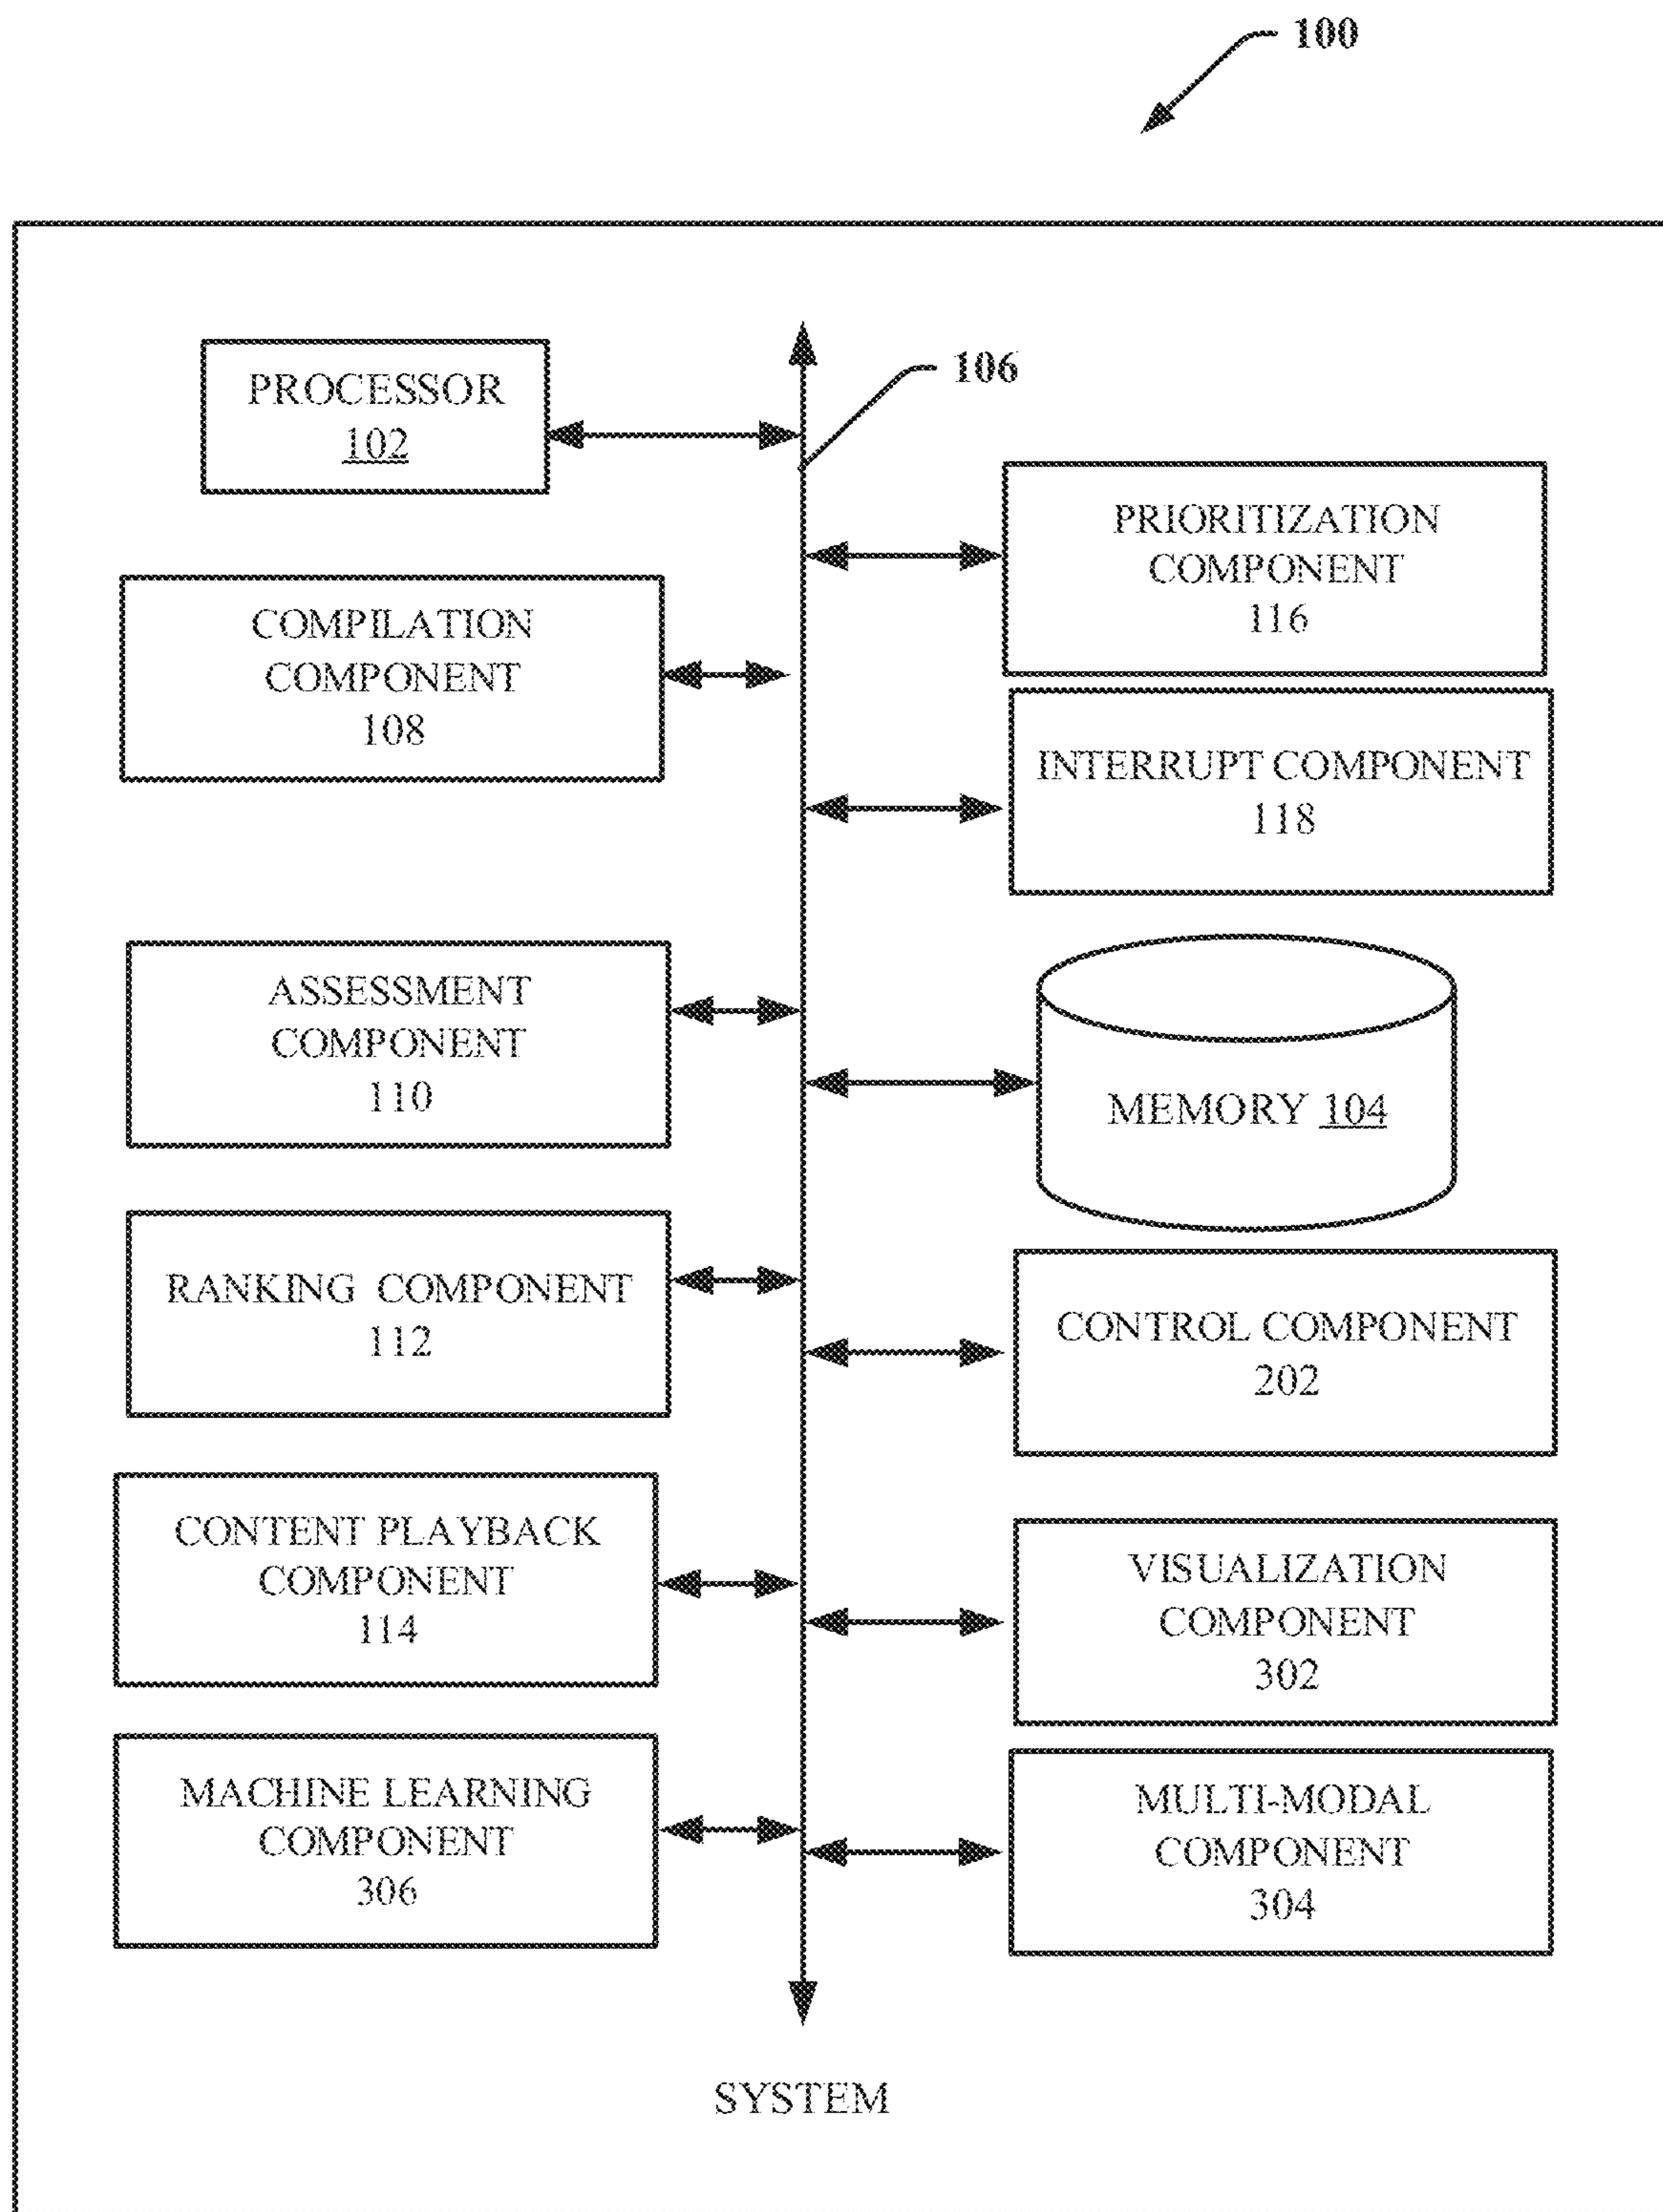 100
PROCESSOR
102
106
PRIORITIZATION
COMPONENT
116
COMPILATION
COMPONENT
108
INTERRUPT COMPONENT
118
ASSESSMENT
COMPONENT
110
MEMORY 104
RANKING COMPONENT
112
CONTROL COMPONENT
202
CONTENT PLAYBACK
COMPONENT
114
VISUALIZATION
COMPONENT
302
MACHINE LEARNING
COMPONENT
306
MULTI-MODAL
COMPONENT
304
SYSTEM